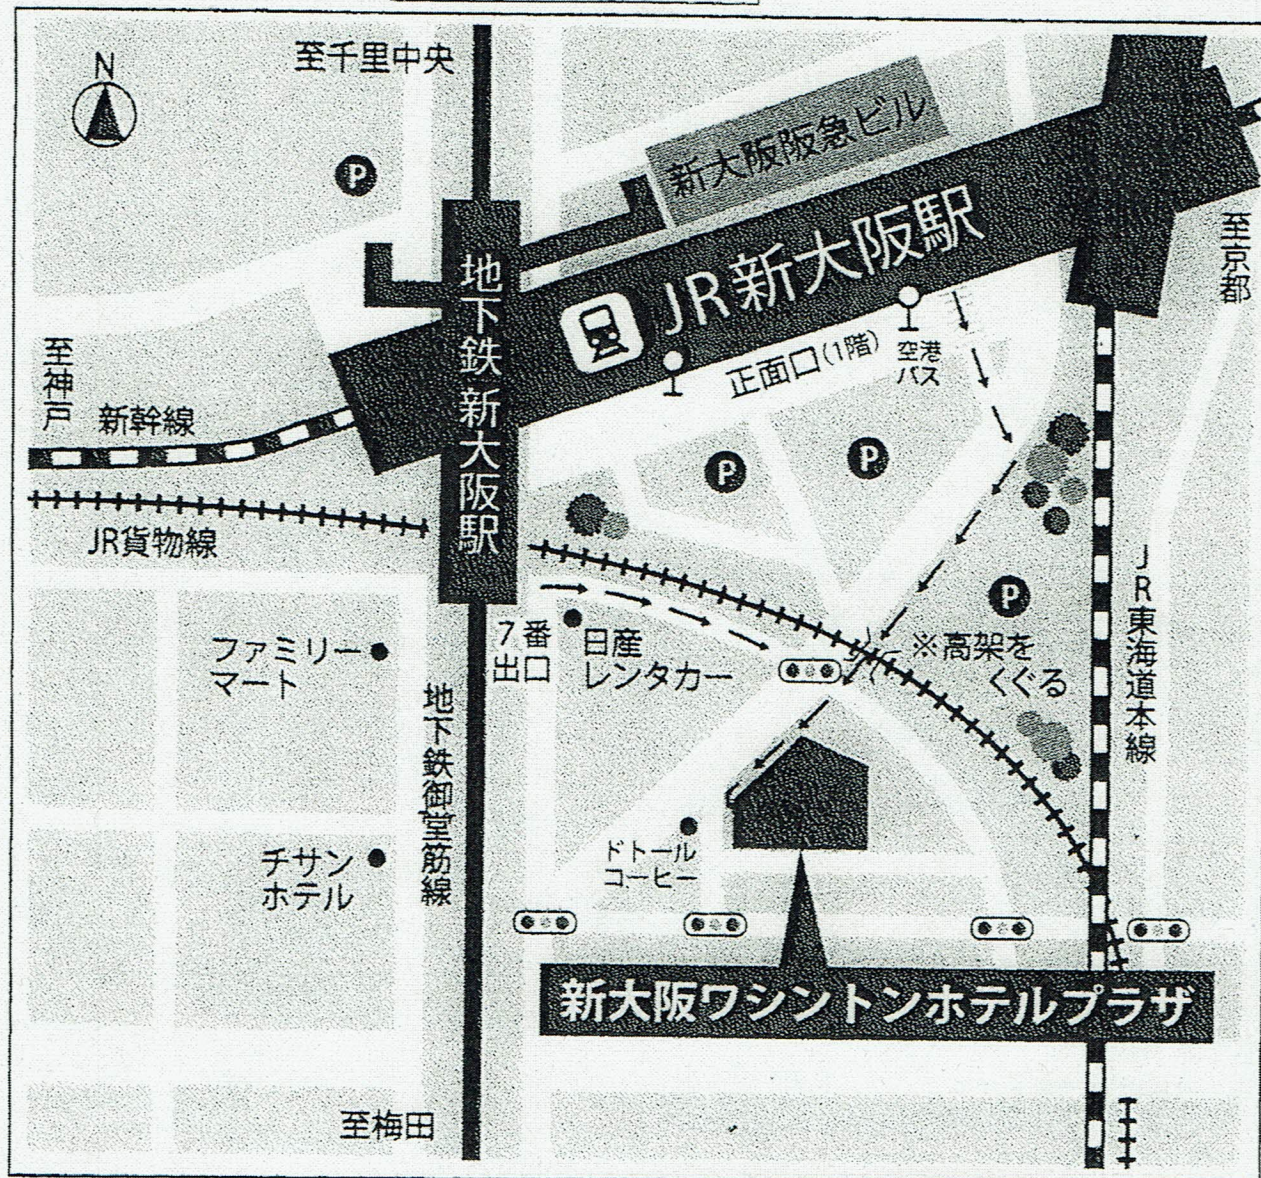 N
至千里中央
P
新大阪阪急ビル
JR新大阪駅
地下鉄新大阪駅
至京都
至神戸
新幹線
正面口(1階)
空港
バス
P
P
JR貨物線
P
JR東海道本線
ファミリー
マート
7番
出口
日産
レンタカー
※高架を
くぐる
地下鉄御堂筋線
チサン
ホテル
ドトール
コーヒー
新大阪ワシントンホテルプラザ
至梅田